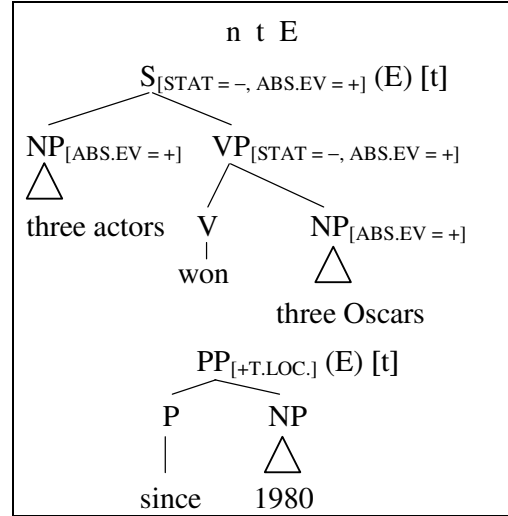 n t E
S[STAT = –, ABS.EV = +] (E) [t]
NP[ABS.EV = +] VP[STAT = –, ABS.EV = +]
three actors V NP[ABS.EV = +]
won
three Oscars
PP[+T.LOC.] (E) [t]
P NP
since 1980